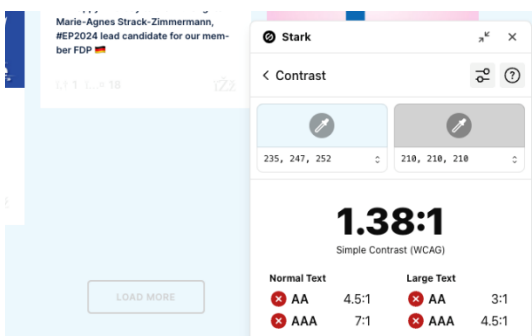 Marie-Agnes Strack-Zimmermann,
#EP2024 lead candidate for our mem-
ber FDP 🇩🇪
1
18
LOAD MORE
Stark
Contrast
235, 247, 252
210, 210, 210
1.38:1
Simple Contrast (WCAG)
Normal Text
Large Text
AA 4.5:1
AA 3:1
AAA 7:1
AAA 4.5:1